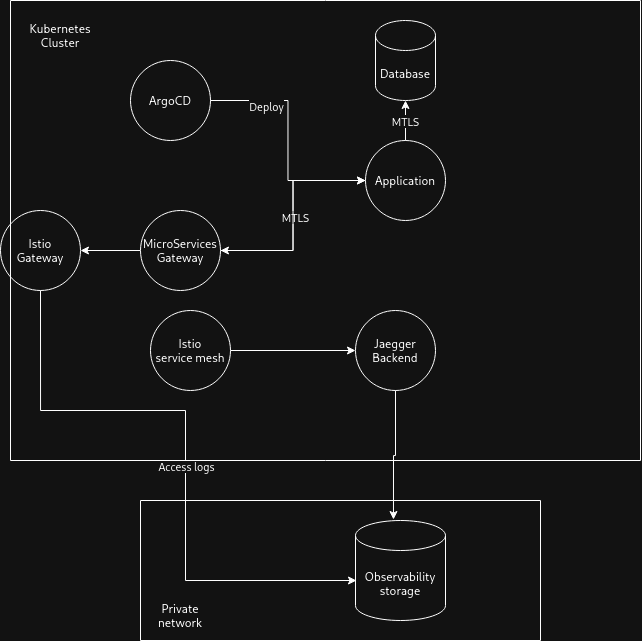 Kubernetes
Cluster
Database
ArgoCD
Deploy
MTLS
Application
MTLS
Istio
Gateway
MicroServices
Gateway
Istio
service mesh
Jaegger
Backend
Access logs
Observability
storage
Private
network